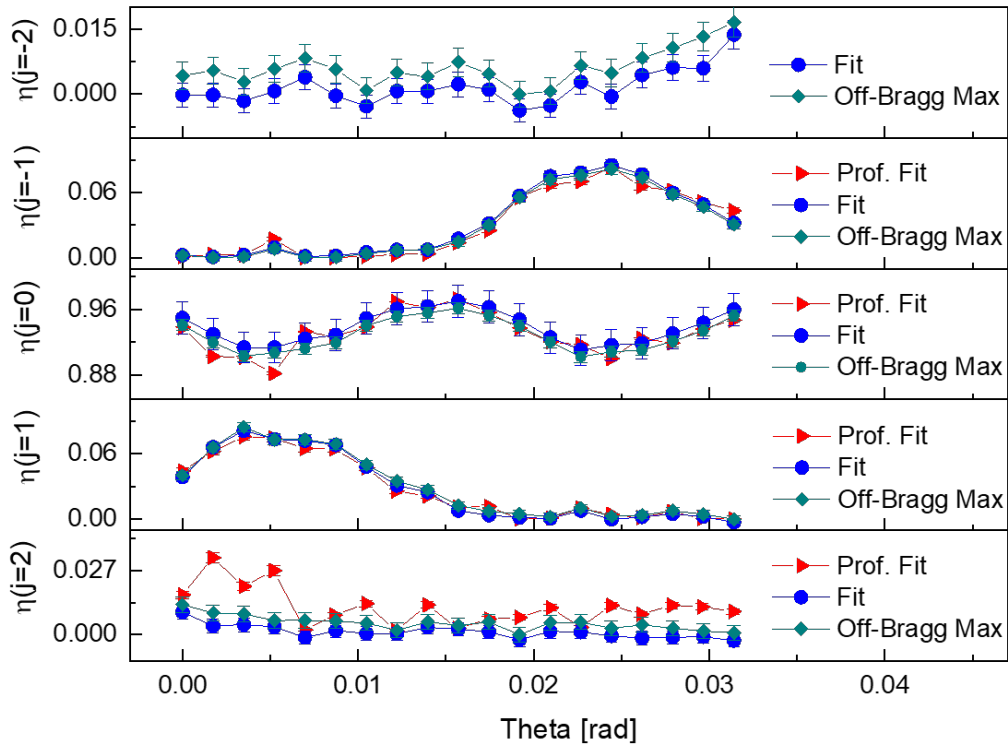 η(j=-2)
0.015
0.000
Fit
Off-Bragg Max
η(j=-1)
0.06
0.00
Prof. Fit
Fit
Off-Bragg Max
η(j=0)
0.96
0.88
Prof. Fit
Fit
Off-Bragg Max
η(j=1)
0.06
0.00
Prof. Fit
Fit
Off-Bragg Max
η(j=2)
0.027
0.000
Prof. Fit
Fit
Off-Bragg Max
0.00 0.01 0.02 0.03 0.04
Theta [rad]